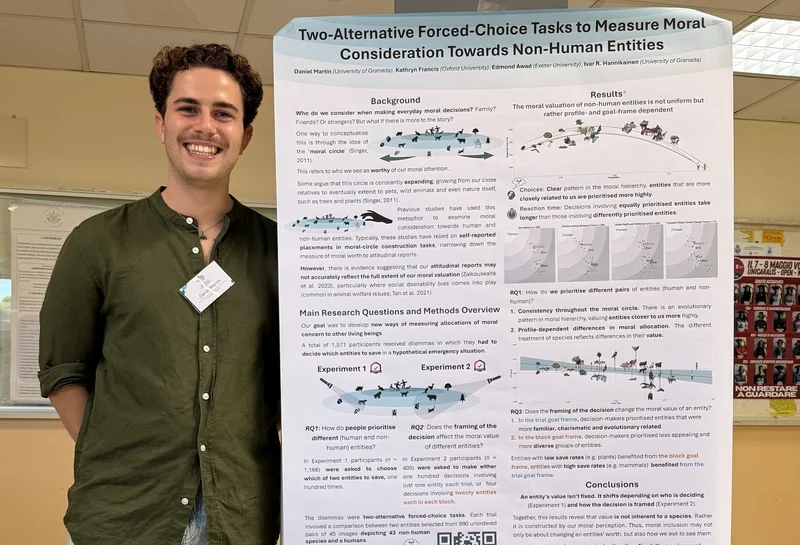 Two-Alternative Forced-Choice Tasks to Measure Moral
Consideration Towards Non-Human Entities
Daniel Martin (University of Granada), Kathryn Francis (Oxford University), Edmond Awad (Exeter University), Ivar R. Hannikainen (University of Granada)
Background
Who do we consider when making everyday moral decisions? Family?
Friends? Or strangers? But what if there is more to the story?
One way to conceptualise
this is through the idea of
the 'moral circle' (Singer,
2011).
This refers to who we see as worthy of our moral attention.
Some argue that this circle is constantly expanding, growing from our close
relatives to eventually extend to pets, wild animals and even nature itself,
such as trees and plants (Singer, 2011).
Previous studies have used this
metaphor to examine moral
consideration towards human and
non-human entities. Typically, these studies have relied on self-reported
placements in moral-circle construction tasks, narrowing down the
measure of moral worth to attitudinal reports.
However, there is evidence suggesting that our attitudinal reports may
not accurately reflect the full extent of our moral valuation (Zaikauskaite
et al. 2023), particularly where social desirability bias comes into play
(common in animal welfare issues; Tan et al. 2021)
Main Research Questions and Methods Overview
Our goal was to develop new ways of measuring allocations of moral
concern to other living beings.
A total of 1,571 participants resolved dilemmas in which they had to
decide which entities to save in a hypothetical emergency situation.
Experiment 1
Experiment 2
RQ1: How do people prioritise
different (human and non-
human) entities?
RQ2: Does the framing of the
decision affect the moral value
of different entities?
In Experiment 1 participants (n =
1,166) were asked to choose
which of two entities to save, one
hundred times.
In Experiment 2 participants (n =
405) were asked to make either
one hundred decisions involving
just one entity each trial, or four
decisions involving twenty entities
each in each block.
The dilemmas were two-alternative forced-choice tasks. Each trial
involved a comparison between two entities selected from 990 unordered
pairs of 45 images depicting 43 non-human
species and a humans
Results
The moral valuation of non-human entities is not uniform but
rather profile- and goal-frame dependent
Choices: Clear pattern in the moral hierarchy, entities that are more
closely related to us are prioritised more highly.
Reaction time: Decisions involving equally prioritised entities take
longer than those involving differently prioritised entities.
RQ1: How do we prioritise different pairs of entities (human and non-
human)?
1. Consistency throughout the moral circle. There is an evolutionary
pattern in moral hierarchy, valuing entities closer to us more highly.
2. Profile-dependent differences in moral allocation. The different
treatment of species reflects differences in their value.
RQ2: Does the framing of the decision change the moral value of an entity?
1. In the trial goal frame, decision-makers prioritised entities that were
more familiar, charismatic and evolutionary related.
2. In the block goal frame, decision-makers prioritised less appealing and
more diverse groups of entities.
Entities with low save rates (e.g. plants) benefited from the block goal
frame, entities with high save rates (e.g. mammals) benefited from the
trial goal frame.
Conclusions
An entity's value isn't fixed. It shifts depending on who is deciding
(Experiment 1) and how the decision is framed (Experiment 2).
Together, this results reveal that value is not inherent to a species. Rather
it is constructed by our moral perception. Thus, moral inclusion may not
only be about changing an entities' worth, but also how we ask to see them
IL 7 - 8 MAGGIO V
UNICARALIS - OPEN
NON RESTARE
A GUARDARE